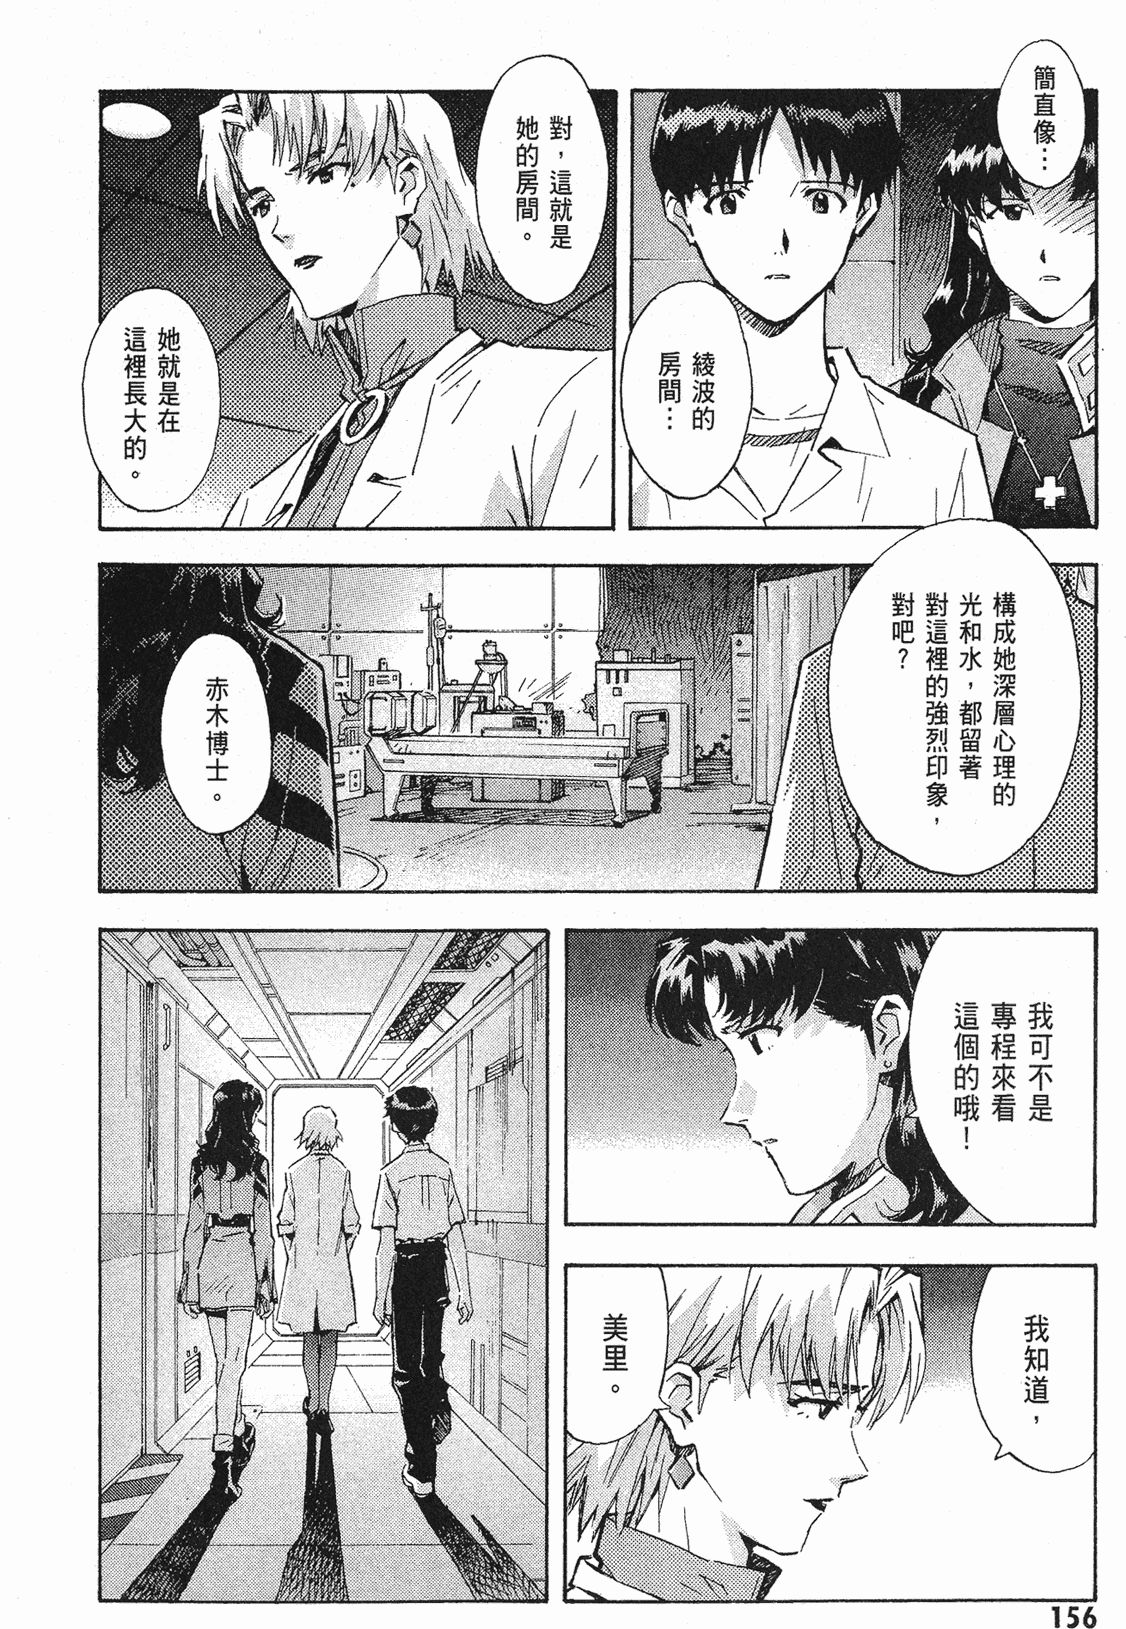 簡直像…
綾波的
房間…
對，這就是
她的房間。
她就是在
這裡長大的。
構成她深層心理的
光和水，都留著
對這裡的強烈印象，
對吧？
赤木博士。
我可不是
專程來看
這個的哦！
我知道，
美里。
156